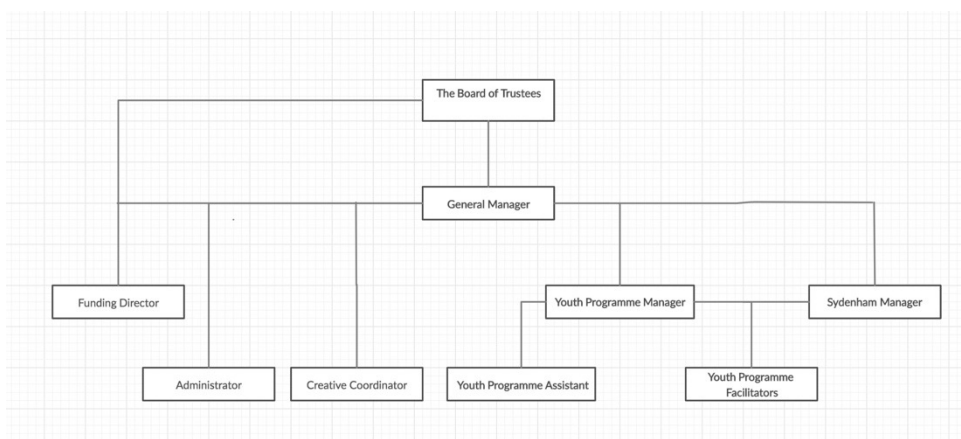 The Board of Trustees
General Manager
Funding Director
Youth Programme Manager
Sydenham Manager
Administrator
Creative Coordinator
Youth Programme Assistant
Youth Programme
Facilitators